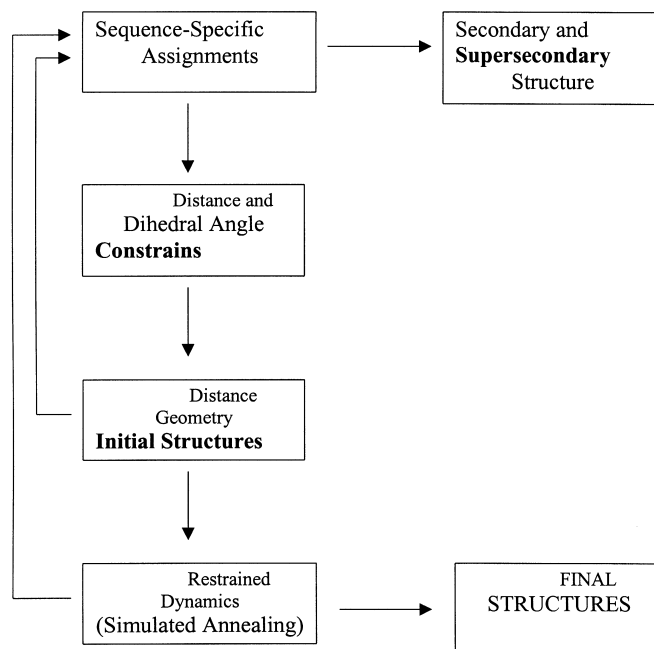 Sequence-Specific
Assignments
Secondary and
Supersecondary
Structure
Distance and
Dihedral Angle
Constrains
Distance
Geometry
Initial Structures
Restrained
Dynamics
(Simulated Annealing)
FINAL
STRUCTURES